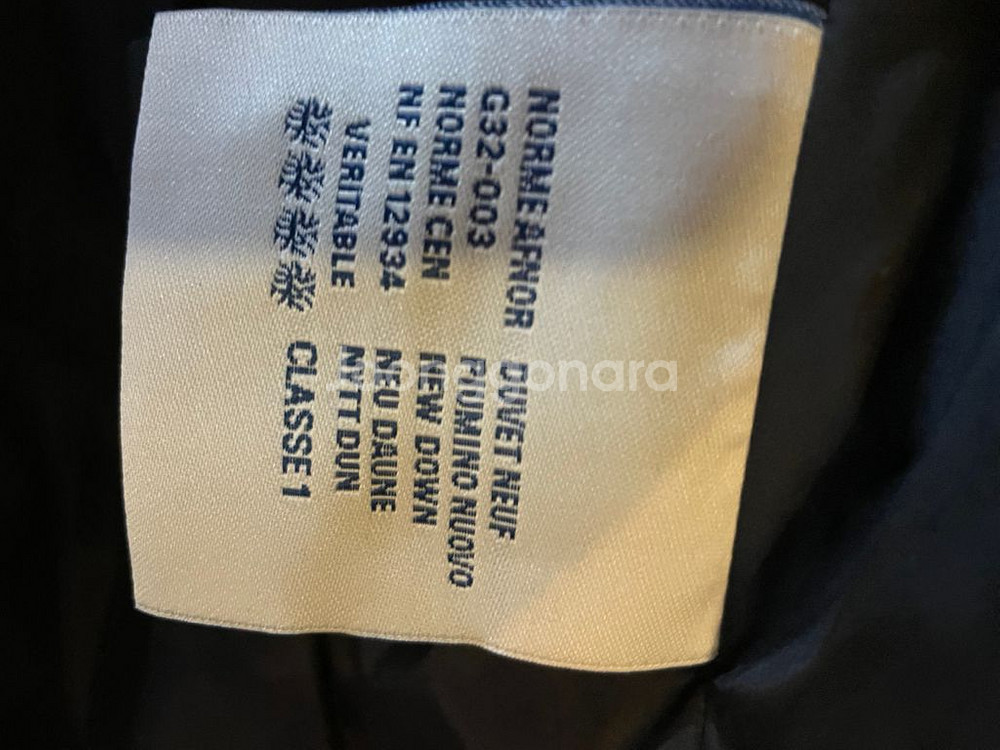 NORME AFNOR
G32-003
NORME CEN
NF EN 12934
VERITABLE
DUVET NEUF
PIUMINO NUOVO
NEW DOWN
NEU DAUNE
NYTT DUN
CLASSE 1
joonggonara